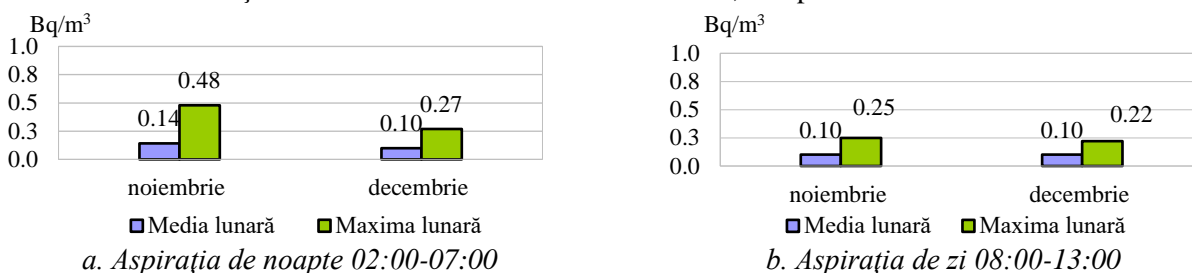 Bq/m³
1.0
0.8
0.5
0.3
0.0
0.14
0.48
0.10
0.27
noiembrie
decembrie
Media lunară
Maxima lunară
a. Aspiraţia de noapte 02:00-07:00
Bq/m³
1.0
0.8
0.5
0.3
0.0
0.10
0.25
0.10
0.22
noiembrie
decembrie
Media lunară
Maxima lunară
b. Aspiraţia de zi 08:00-13:00